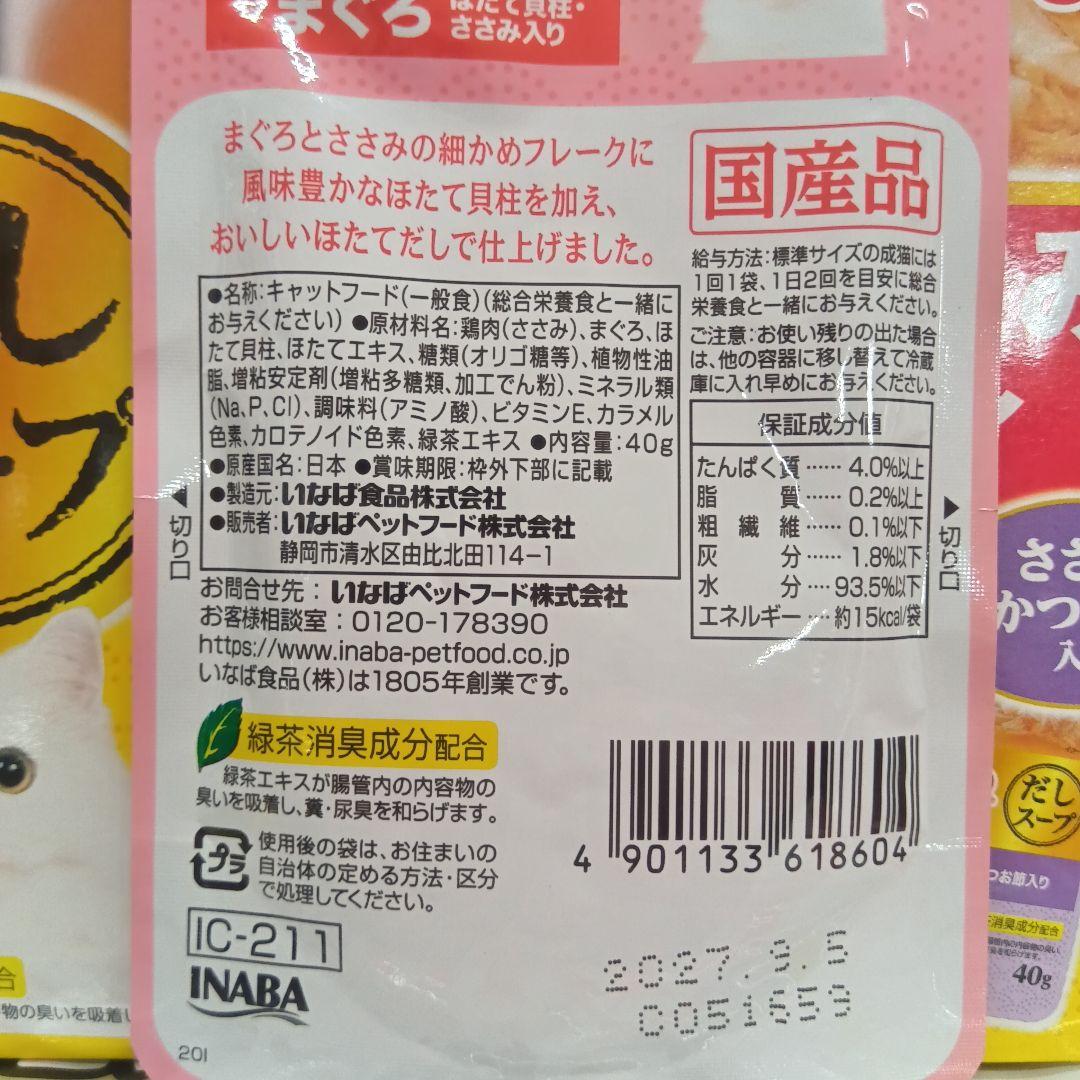 まぐろ
ほたて貝柱・
ささみ入り
まぐろとささみの細かめフレークに
風味豊かなほたて貝柱を加え、
おいしいほたてだしで仕上げました。
国産品
給与方法:標準サイズの成猫には
1回1袋、1日2回を目安に総合
栄養食と一緒にお与えください。
ご注意:お使い残りの出た場合
は、他の容器に移し替えて冷蔵
庫に入れ早めにお与えください。
●名称:キャットフード(一般食)(総合栄養食と一緒に
お与えください) ●原材料名:鶏肉(ささみ)、まぐろ、ほ
たて貝柱、ほたてエキス、糖類(オリゴ糖等)、植物性油
脂、増粘安定剤(増粘多糖類、加工でん粉)、ミネラル類
(Na、P、Cl)、調味料(アミノ酸)、ビタミンE、カラメル
色素、カロテノイド色素、緑茶エキス ●内容量:40g
●原産国名:日本 ●賞味期限:枠外下部に記載
●製造元:いなば食品株式会社
●販売者:いなばペットフード株式会社
静岡市清水区由比北田114−1
保証成分値
たんぱく質…… 4.0%以上
脂質…… 0.2%以上
粗繊維…… 0.1%以下
灰分…… 1.8%以下
水分…… 93.5%以下
エネルギー… 約15kcal/袋
◀切り口
▶切り口
お問合せ先:いなばペットフード株式会社
お客様相談室:0120-178390
https://www.inaba-petfood.co.jp
いなば食品(株)は1805年創業です。
緑茶消臭成分配合
緑茶エキスが腸管内の内容物の
臭いを吸着し、糞・尿臭を和らげます。
プラ
使用後の袋は、お住まいの
自治体の定める方法・区分
で処理してください。
IC-211
INABA
20I
4 901133 618604
2027.9.5
C051659
かつ
だし
スープ
つお節入り
消臭成分配合
40g
物の臭いを吸着し